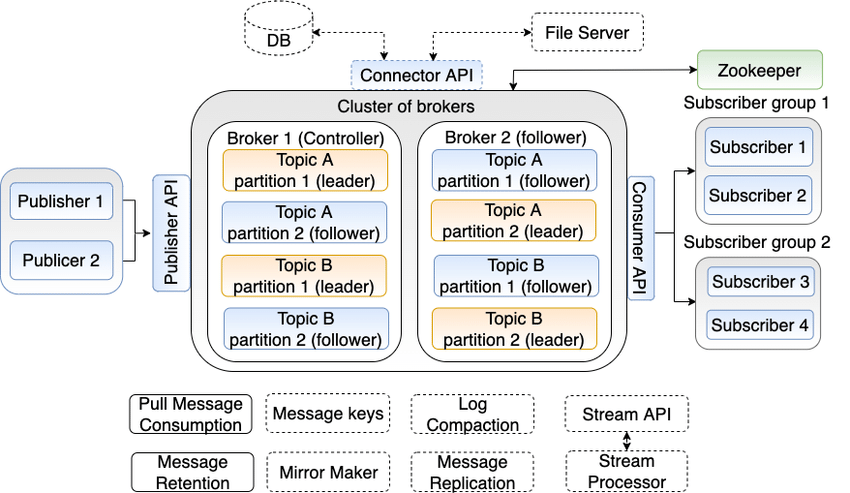 DB
File Server
Connector API
Zookeeper
Cluster of brokers
Subscriber group 1
Broker 1 (Controller)
Topic A
partition 1 (leader)
Topic A
partition 2 (follower)
Topic B
partition 1 (leader)
Topic B
partition 2 (follower)
Broker 2 (follower)
Topic A
partition 1 (follower)
Topic A
partition 2 (leader)
Topic B
partition 1 (follower)
Topic B
partition 2 (leader)
Publisher 1
Publicer 2
Publisher API
Consumer API
Subscriber 1
Subscriber 2
Subscriber group 2
Subscriber 3
Subscriber 4
Pull Message
Consumption
Message keys
Log
Compaction
Stream API
Message
Retention
Mirror Maker
Message
Replication
Stream
Processor